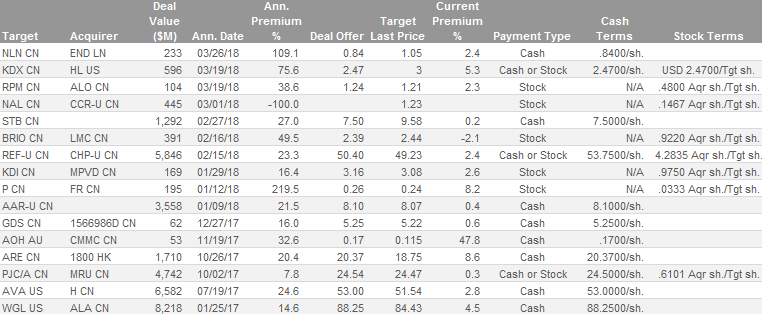 Target Acquirer Deal Value ($M) Ann. Date Ann. Premium % Deal Offer Target Last Price Current Premium % Payment Type Cash Terms Stock Terms
NLN CN END LN 233 03/26/18 109.1 0.84 1.05 2.4 Cash .8400/sh.
KDX CN HL US 596 03/19/18 75.6 2.47 3 5.3 Cash or Stock 2.4700/sh. USD 2.4700/Tgt sh.
RPM CN ALO CN 104 03/19/18 38.6 1.24 1.21 2.3 Stock N/A .4800 Aqr sh./Tgt sh.
NAL CN CCR-U CN 445 03/01/18 -100.0 1.23 Stock N/A .1467 Aqr sh./Tgt sh.
STB CN 1,292 02/27/18 27.0 7.50 9.58 0.2 Cash 7.5000/sh.
BRIO CN LMC CN 391 02/16/18 49.5 2.39 2.44 -2.1 Stock N/A .9220 Aqr sh./Tgt sh.
REF-U CN CHP-U CN 5,846 02/15/18 23.3 50.40 49.23 2.4 Cash or Stock 53.7500/sh. 4.2835 Aqr sh./Tgt sh.
KDI CN MPVD CN 169 01/29/18 16.4 3.16 3.08 2.6 Stock N/A .9750 Aqr sh./Tgt sh.
P CN FR CN 195 01/12/18 219.5 0.26 0.24 8.2 Stock N/A .0333 Aqr sh./Tgt sh.
AAR-U CN 3,558 01/09/18 21.5 8.10 8.07 0.4 Cash 8.1000/sh.
GDS CN 1566986D CN 62 12/27/17 16.0 5.25 5.22 0.6 Cash 5.2500/sh.
AOH AU CMMC CN 53 11/19/17 32.6 0.17 0.115 47.8 Cash .1700/sh.
ARE CN 1800 HK 1,710 10/26/17 20.4 20.37 18.75 8.6 Cash 20.3700/sh.
PJC/A CN MRU CN 4,742 10/02/17 7.8 24.54 24.47 0.3 Cash or Stock 24.5000/sh. .6101 Aqr sh./Tgt sh.
AVA US H CN 6,582 07/19/17 24.6 53.00 51.54 2.8 Cash 53.0000/sh.
WGL US ALA CN 8,218 01/25/17 14.6 88.25 84.43 4.5 Cash 88.2500/sh.